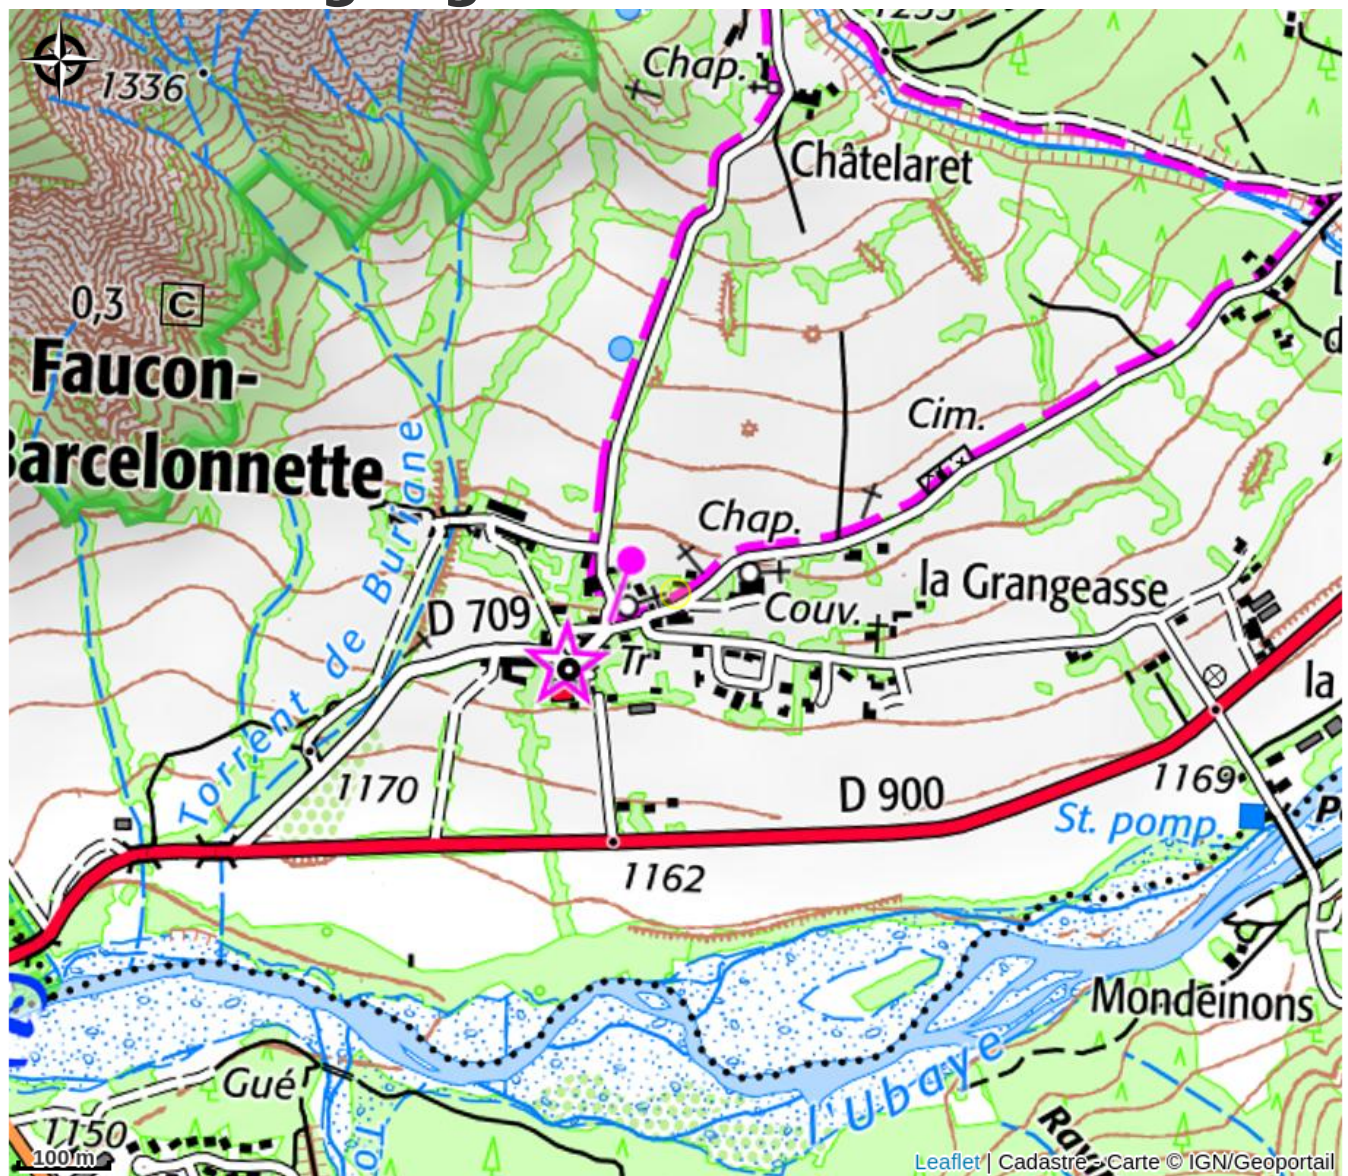 1336
Chap.
Châtelaret
0,3 C
Faucon-
Barcelonnette
Cim.
Chap.
la Grangeasse
D 709
Couv.
Tr
Torrent de Buriane
la
1170
D 900
1169
St. pomp.
1162
Mondeinons
l'Ubaye
Gué
1150
100 m
Leaflet | Cadastre - Carte © IGN/Geoportail